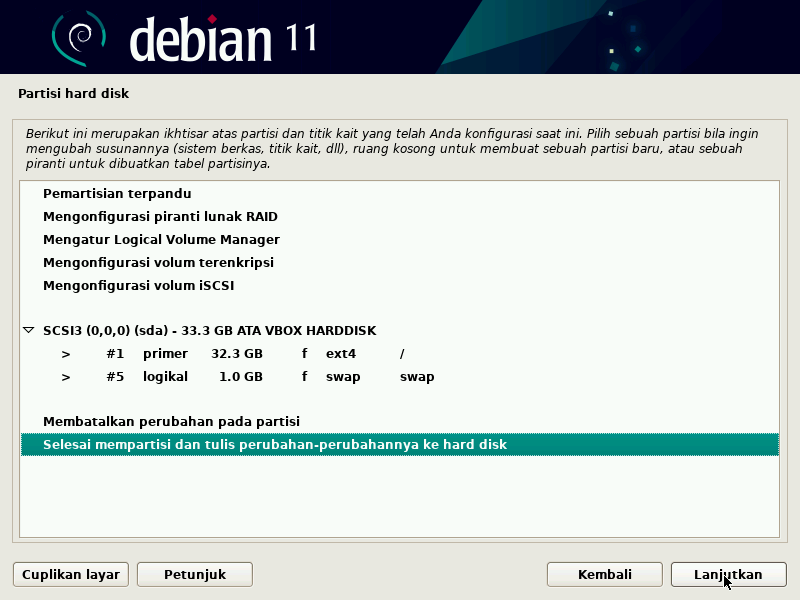 debian 11
Partisi hard disk
Berikut ini merupakan ikhtisar atas partisi dan titik kait yang telah Anda konfigurasi saat ini. Pilih sebuah partisi bila ingin
mengubah susunannya (sistem berkas, titik kait, dll), ruang kosong untuk membuat sebuah partisi baru, atau sebuah
piranti untuk dibuatkan tabel partisinya.
Pemartisian terpandu
Mengonfigurasi piranti lunak RAID
Mengatur Logical Volume Manager
Mengonfigurasi volum terenkripsi
Mengonfigurasi volum iSCSI
SCSI3 (0,0,0) (sda) - 33.3 GB ATA VBOX HARDDISK
> #1 primer 32.3 GB f ext4 /
> #5 logikal 1.0 GB f swap swap
Membatalkan perubahan pada partisi
Selesai mempartisi dan tulis perubahan-perubahannya ke hard disk
Cuplikan layar Petunjuk Kembali Lanjutkan